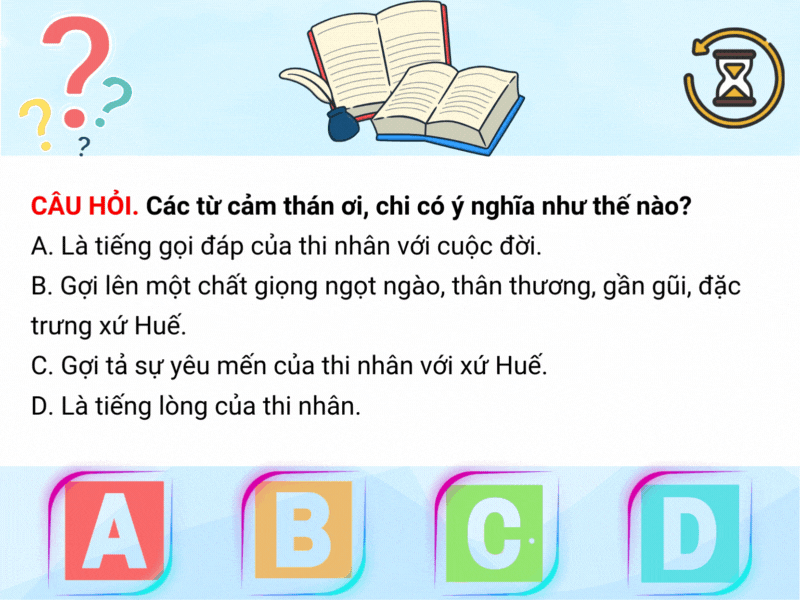 ? ? ? ?
CÂU HỎI. Các từ cảm thán ơi, chi có ý nghĩa như thế nào?
A. Là tiếng gọi đáp của thi nhân với cuộc đời.
B. Gợi lên một chất giọng ngọt ngào, thân thương, gần gũi, đặc
trưng xứ Huế.
C. Gợi tả sự yêu mến của thi nhân với xứ Huế.
D. Là tiếng lòng của thi nhân.
A B C D